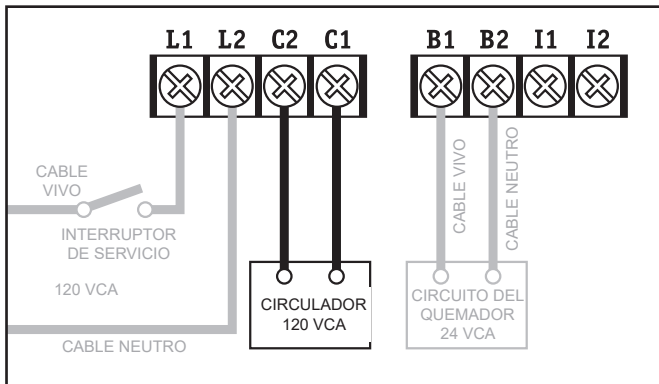 L1 L2 C2 C1 B1 B2 I1 I2
CABLE
VIVO
INTERRUPTOR
DE SERVICIO
120 VCA
CABLE NEUTRO
CIRCULADOR
120 VCA
CABLE VIVO
CABLE NEUTRO
CIRCUITO DEL
QUEMADOR
24 VCA